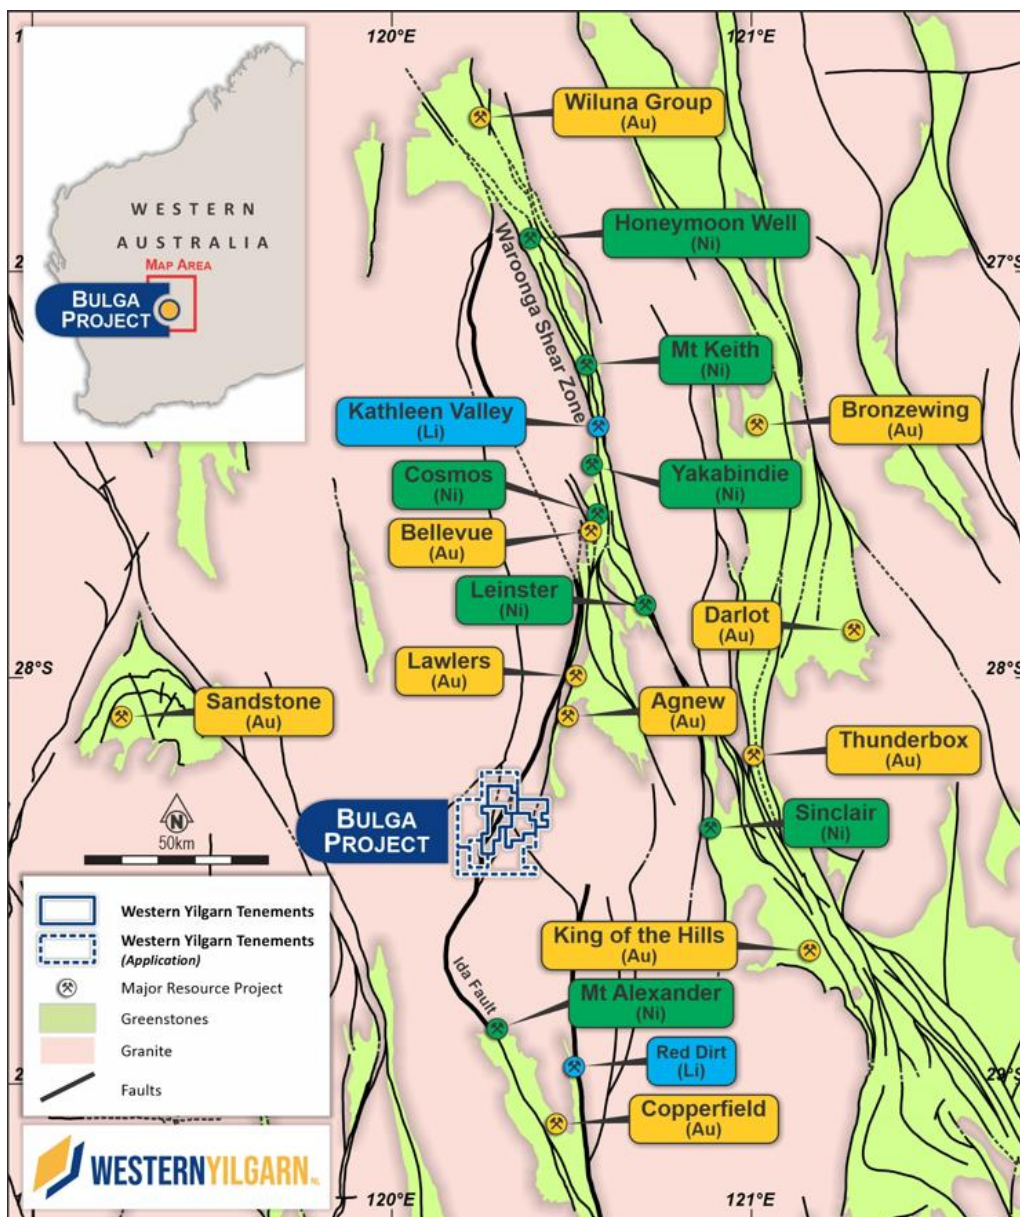 120°E
121°E
Wiluna Group
(Au)
WESTERN
AUSTRALIA
MAP AREA
BULGA
PROJECT
Honeymoon Well
(Ni)
27°S
Waroonga Shear Zone
Mt Keith
(Ni)
Kathleen Valley
(Li)
Bronzewing
(Au)
Cosmos
(Ni)
Yakabindie
(Ni)
Bellevue
(Au)
Leinster
(Ni)
Darlot
(Au)
28°S
28°S
Lawlers
(Au)
Sandstone
(Au)
Agnew
(Au)
Thunderbox
(Au)
BULGA
PROJECT
Sinclair
(Ni)
N
50km
Western Yilgarn Tenements
Western Yilgarn Tenements
(Application)
Major Resource Project
Greenstones
Granite
Faults
King of the Hills
(Au)
Ida Fault
Mt Alexander
(Ni)
Red Dirt
(Li)
29°S
Copperfield
(Au)
WESTERNYILGARN NL
120°E
121°E